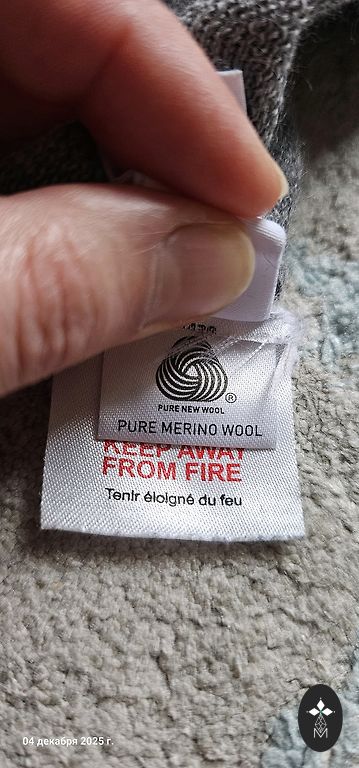 PURE NEW WOOL
®
PURE MERINO WOOL
KEEP AWAY
FROM FIRE
Tenir éloigné du feu
04 декабря 2025 г.
M